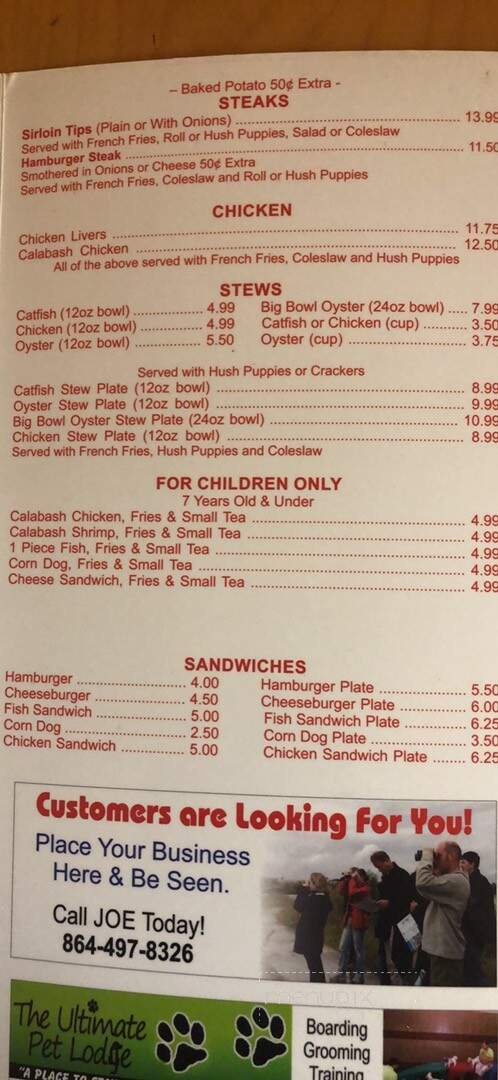 – Baked Potato 50¢ Extra -
STEAKS
Sirloin Tips (Plain or With Onions) ........ 13.99
Served with French Fries, Roll or Hush Puppies, Salad or Coleslaw
Hamburger Steak ........ 11.50
Smothered in Onions or Cheese 50¢ Extra
Served with French Fries, Coleslaw and Roll or Hush Puppies
CHICKEN
Chicken Livers ........ 11.75
Calabash Chicken ........ 12.50
All of the above served with French Fries, Coleslaw and Hush Puppies
STEWS
Catfish (12oz bowl) ........ 4.99
Chicken (12oz bowl) ........ 4.99
Oyster (12oz bowl) ........ 5.50
Big Bowl Oyster (24oz bowl) ..... 7.99
Catfish or Chicken (cup) ........ 3.50
Oyster (cup) ........ 3.75
Served with Hush Puppies or Crackers
Catfish Stew Plate (12oz bowl) ........ 8.99
Oyster Stew Plate (12oz bowl) ........ 9.99
Big Bowl Oyster Stew Plate (24oz bowl) ........ 10.99
Chicken Stew Plate (12oz bowl) ........ 8.99
Served with French Fries, Hush Puppies and Coleslaw
FOR CHILDREN ONLY
7 Years Old & Under
Calabash Chicken, Fries & Small Tea ........ 4.99
Calabash Shrimp, Fries & Small Tea ........ 4.99
1 Piece Fish, Fries & Small Tea ........ 4.99
Corn Dog, Fries & Small Tea ........ 4.99
Cheese Sandwich, Fries & Small Tea ........ 4.99
SANDWICHES
Hamburger ........ 4.00
Cheeseburger ........ 4.50
Fish Sandwich ........ 5.00
Corn Dog ........ 2.50
Chicken Sandwich ........ 5.00
Hamburger Plate ........ 5.50
Cheeseburger Plate ........ 6.00
Fish Sandwich Plate ........ 6.25
Corn Dog Plate ........ 3.50
Chicken Sandwich Plate ....... 6.25
Customers are Looking For You!
Place Your Business
Here & Be Seen.
Call JOE Today!
864-497-8326
menupix
The Ultimate
Pet Lodge
"A PLACE TO
Boarding
Grooming
Training